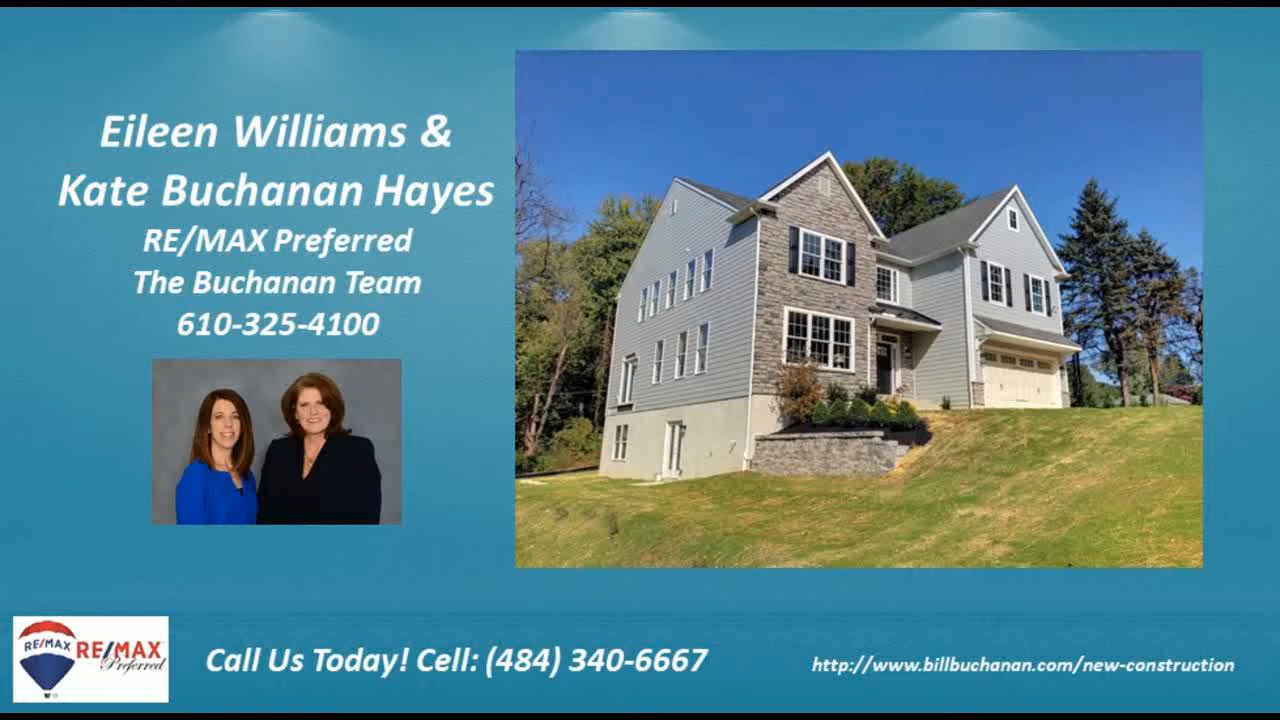 Eileen Williams &
Kate Buchanan Hayes
RE/MAX Preferred
The Buchanan Team
610-325-4100
RE/MAX
RE/MAX
Preferred
Call Us Today! Cell: (484) 340-6667
http://www.billbuchanan.com/new-construction